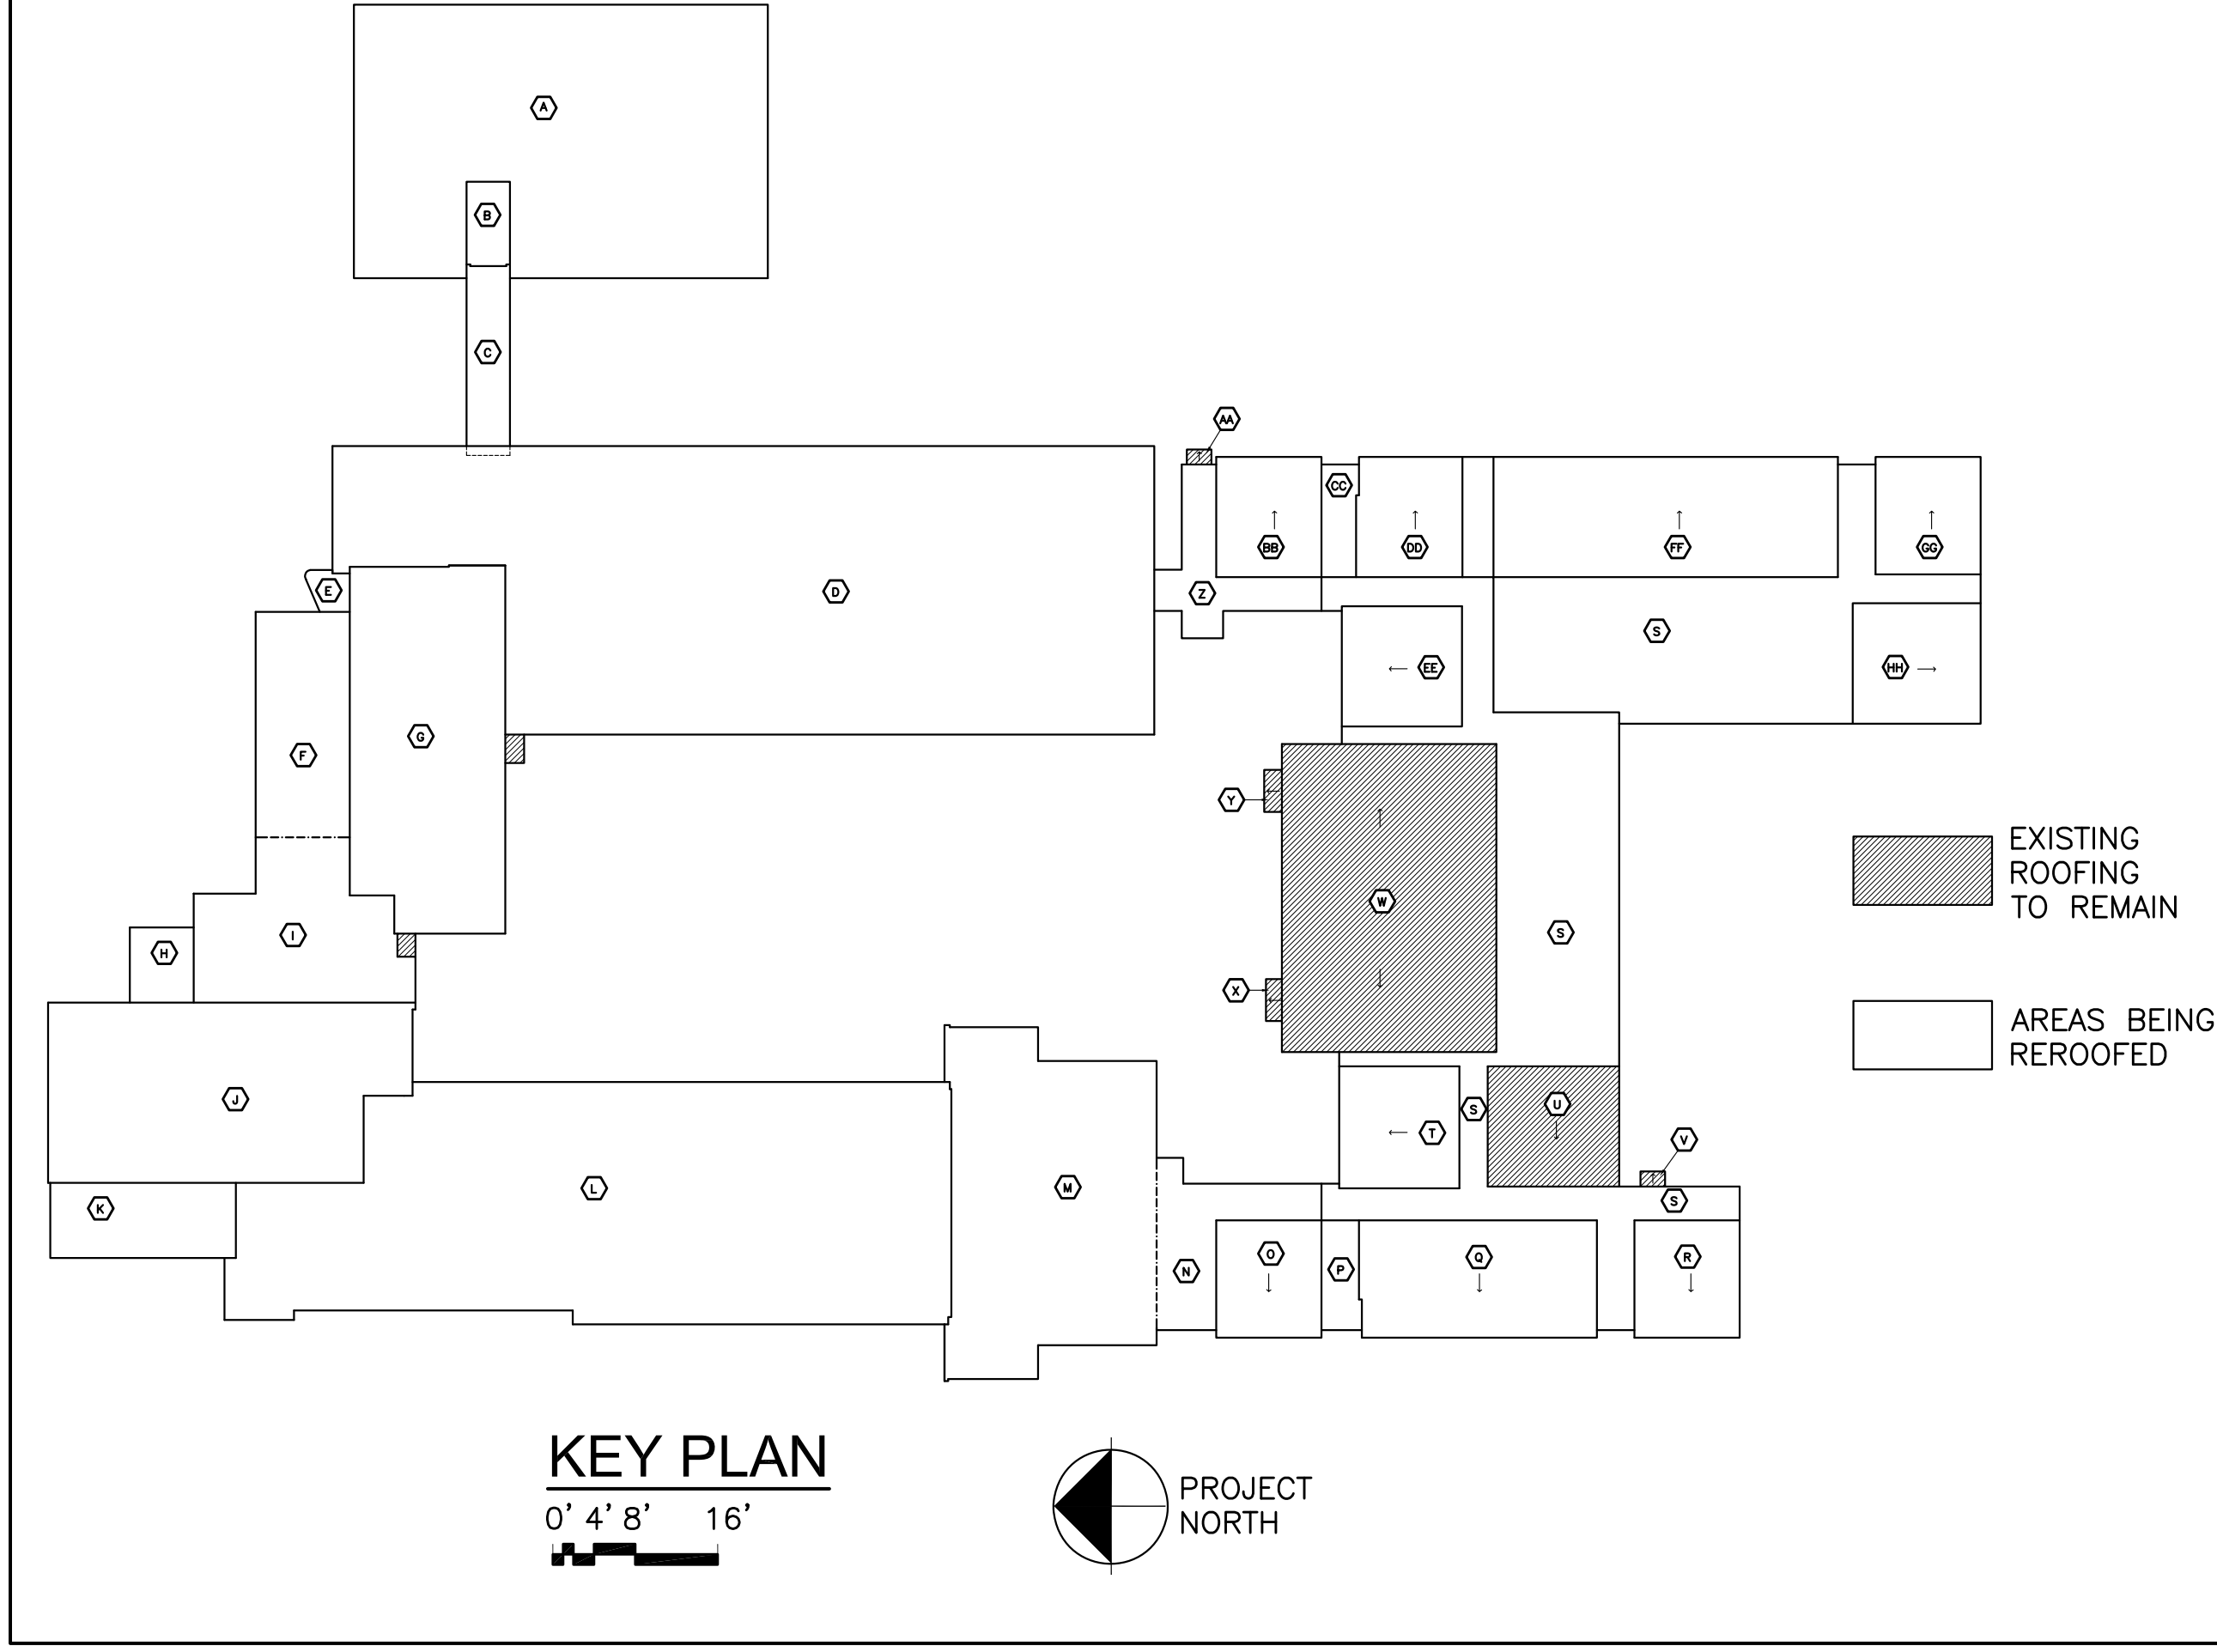 A
B
C
AA
CC
BB
DD
FF
GG
E
D
Z
S
EE
HH
G
F
Y
EXISTING
ROOFING
TO REMAIN
W
I
S
H
X
AREAS BEING
REROOFED
J
S
U
T
V
L
M
K
S
O
P
Q
R
N
KEY PLAN
0' 4' 8' 16'
PROJECT
NORTH